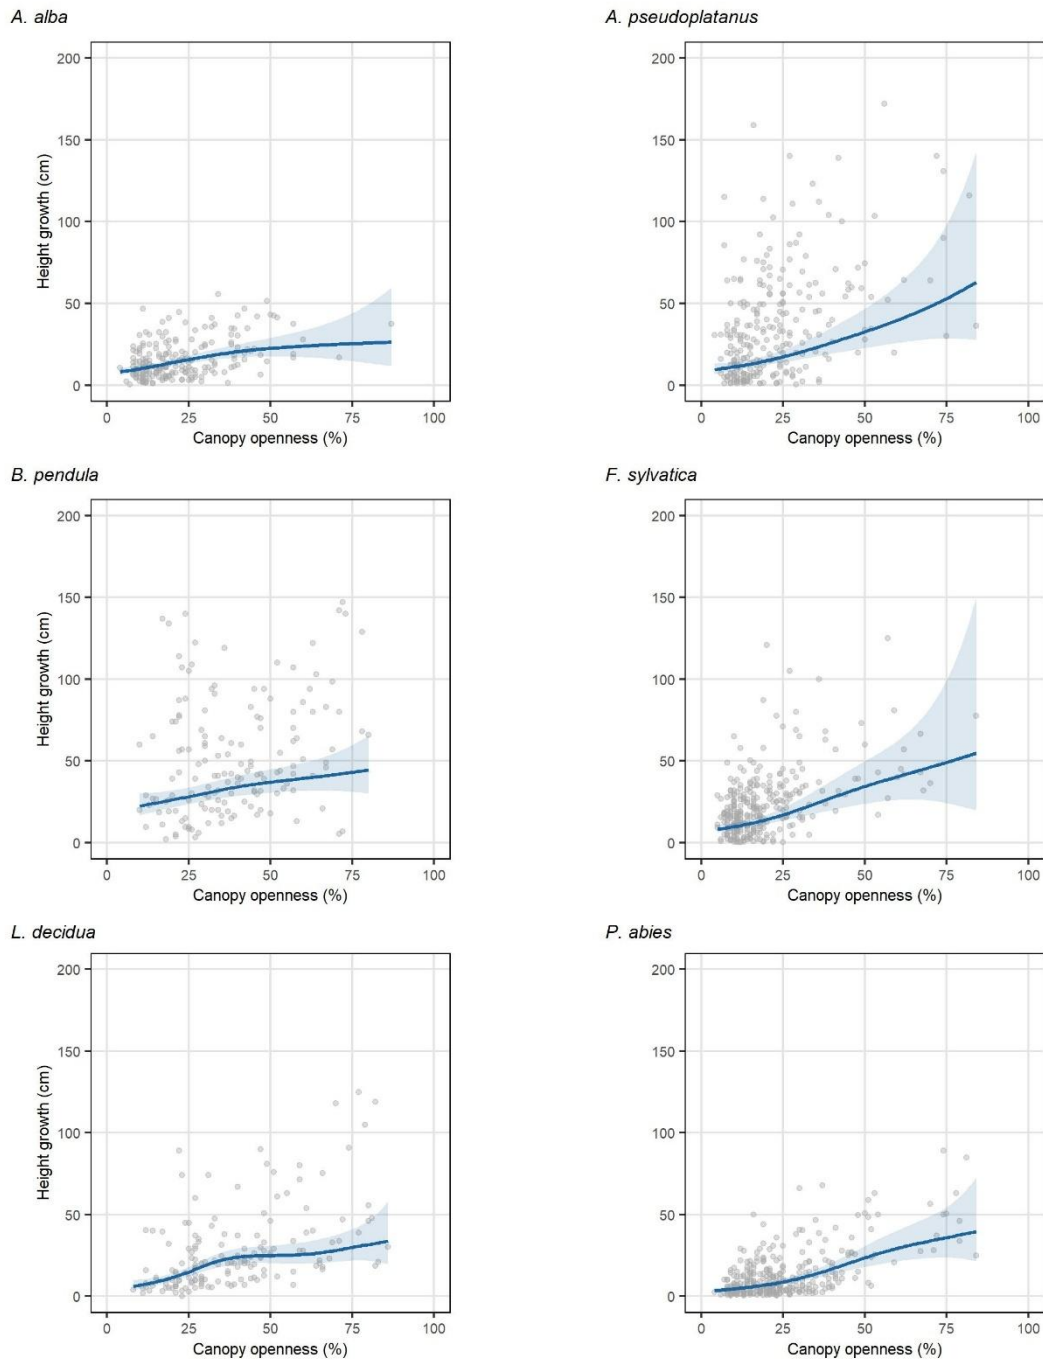 A. alba
A. pseudoplatanus
200
150
100
50
0
Height growth (cm)
0 25 50 75 100
Canopy openness (%)
200
150
100
50
0
0 25 50 75 100
Canopy openness (%)
B. pendula
F. sylvatica
200
150
100
50
0
Height growth (cm)
0 25 50 75 100
Canopy openness (%)
200
150
100
50
0
0 25 50 75 100
Canopy openness (%)
L. decidua
P. abies
200
150
100
50
0
Height growth (cm)
0 25 50 75 100
Canopy openness (%)
200
150
100
50
0
0 25 50 75 100
Canopy openness (%)